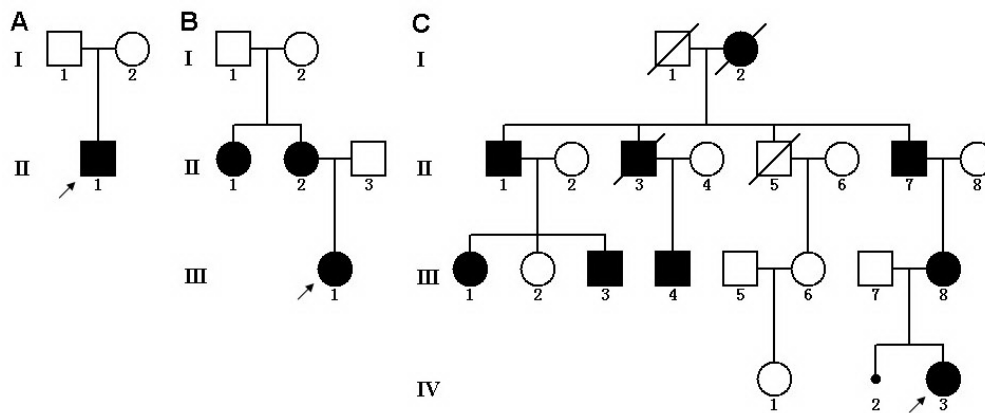 A B C
I 1 2 I 1 2 I 1 2
II 1 II 1 2 3 II 1 2 3 4 5 6 7 8
III 1 III 1 2 3 4 5 6 7 8
IV 1 2 3